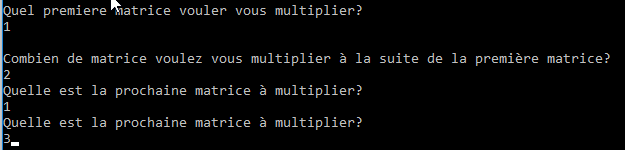 Quel premiere matrice vouler vous multiplier?
1
Combien de matrice voulez vous multiplier à la suite de la première matrice?
2
Quelle est la prochaine matrice à multiplier?
1
Quelle est la prochaine matrice à multiplier?
3